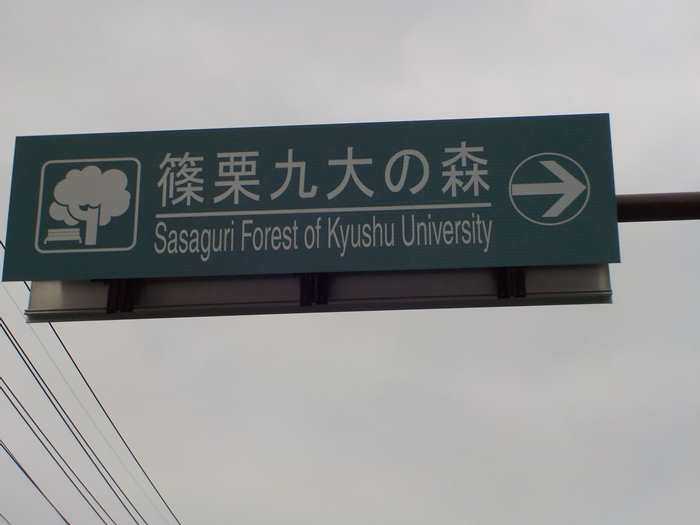 篠栗九大の森
Sasaguri Forest of Kyushu University